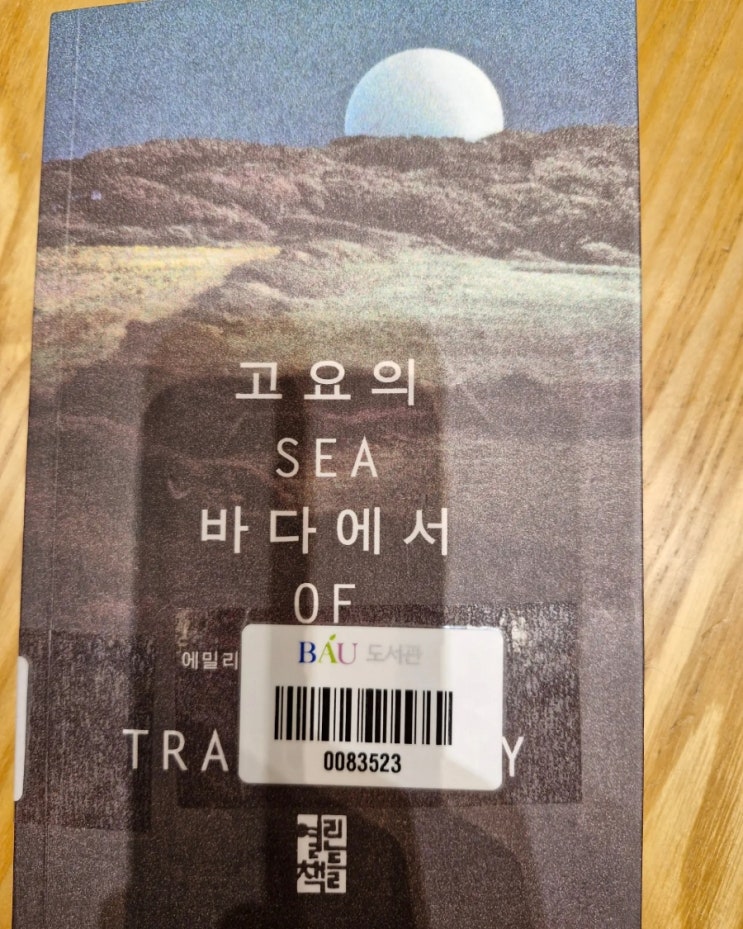 고요의
SEA
바다에서
OF
에밀리
BÁU 도서관
TRA Y
0083523
열린책들